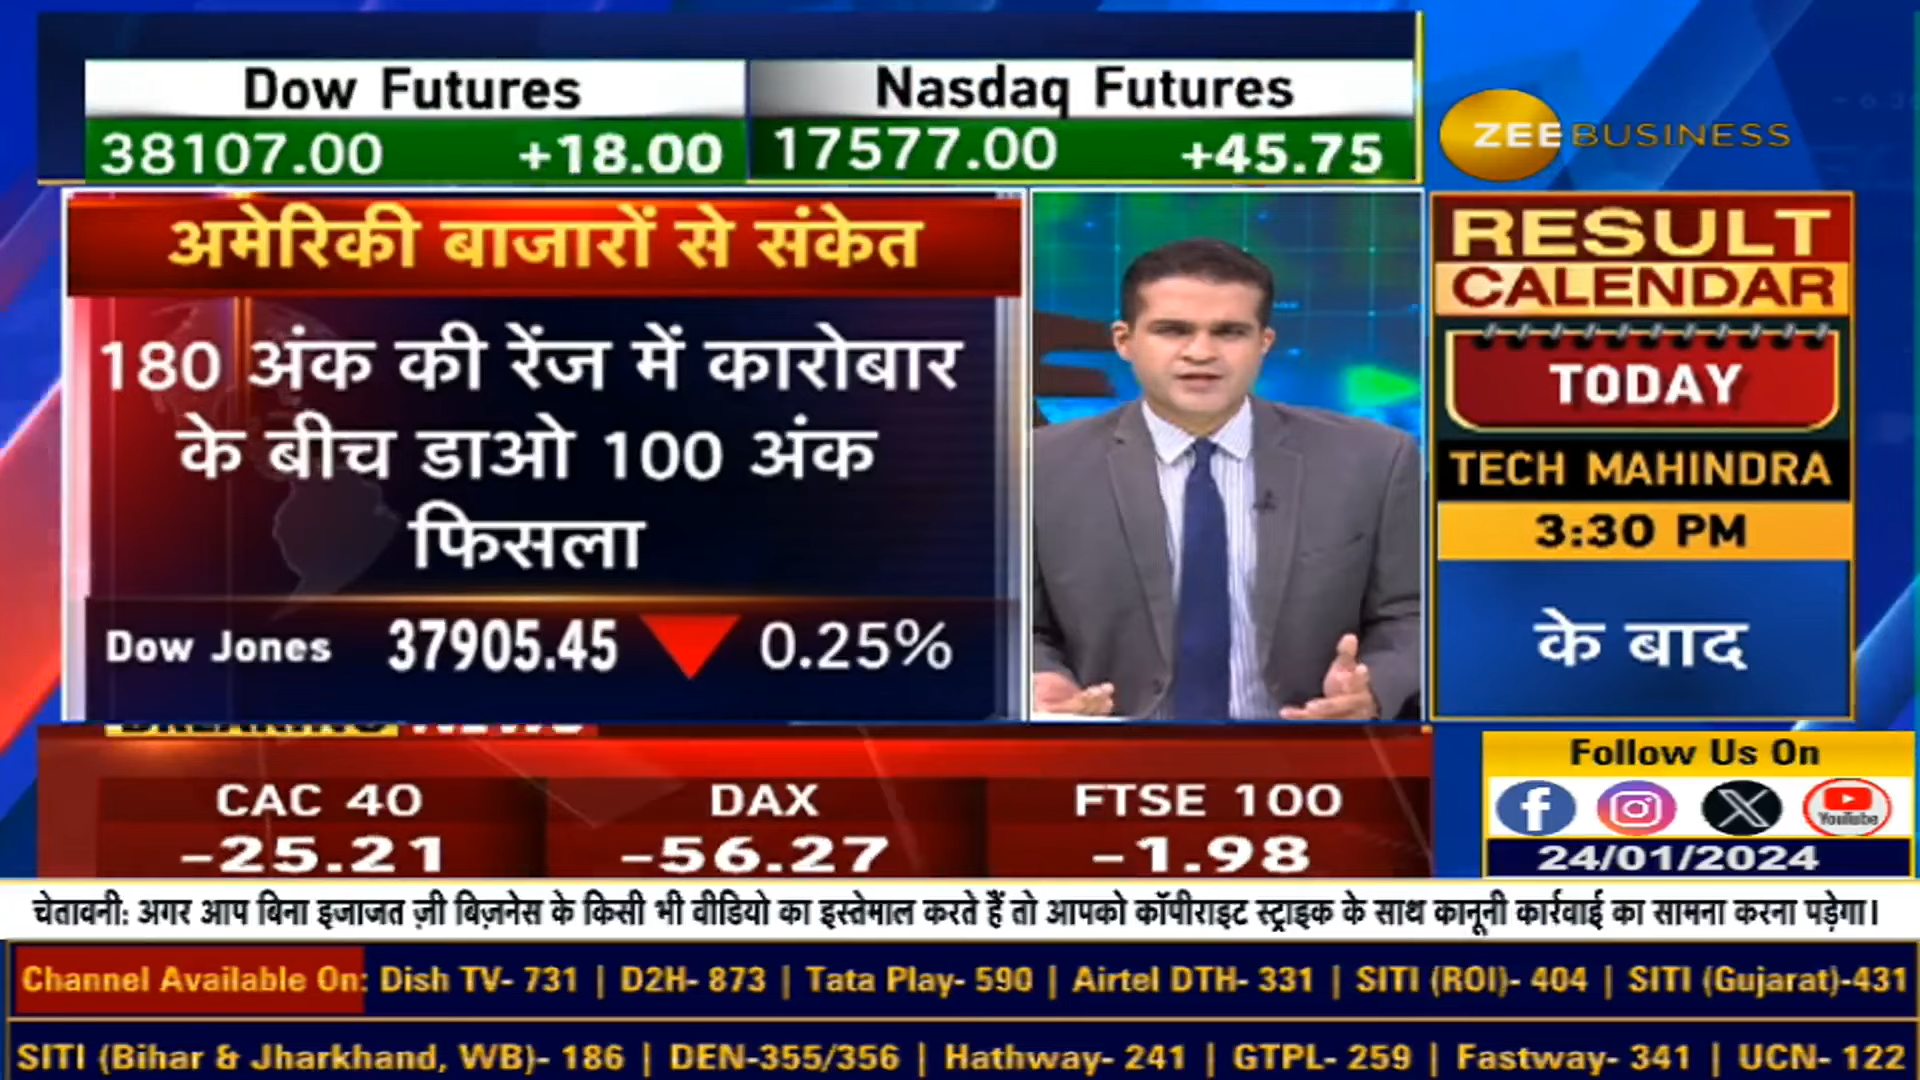 Dow Futures
38107.00 +18.00
Nasdaq Futures
17577.00 +45.75
ZEE BUSINESS
अमेरिकी बाजारों से संकेत
180 अंक की रेंज में कारोबार
के बीच डाओ 100 अंक
फिसला
Dow Jones 37905.45 0.25%
RESULT
CALENDAR
TODAY
TECH MAHINDRA
3:30 PM
के बाद
CAC 40
-25.21
DAX
-56.27
FTSE 100
-1.98
Follow Us On
YouTube
24/01/2024
चेतावनी: अगर आप बिना इजाजत ज़ी बिज़नेस के किसी भी वीडियो का इस्तेमाल करते हैं तो आपको कॉपीराइट स्ट्राइक के साथ कानूनी कार्रवाई का सामना करना पड़ेगा।
Channel Available On: Dish TV- 731 | D2H- 873 | Tata Play- 590 | Airtel DTH- 331 | SITI (ROI)- 404 | SITI (Gujarat)-431
SITI (Bihar & Jharkhand, WB)- 186 | DEN-355/356 | Hathway- 241 | GTPL- 259 | Fastway- 341 | UCN- 122